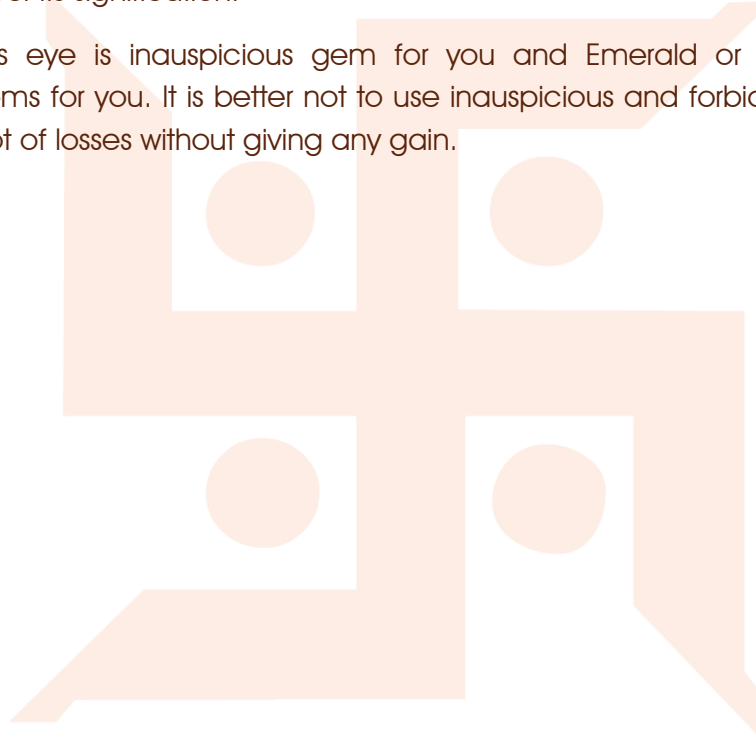 s eye is inauspicious gem for you and Emerald or
ms for you. It is better not to use inauspicious and
t of losses without giving any gain.